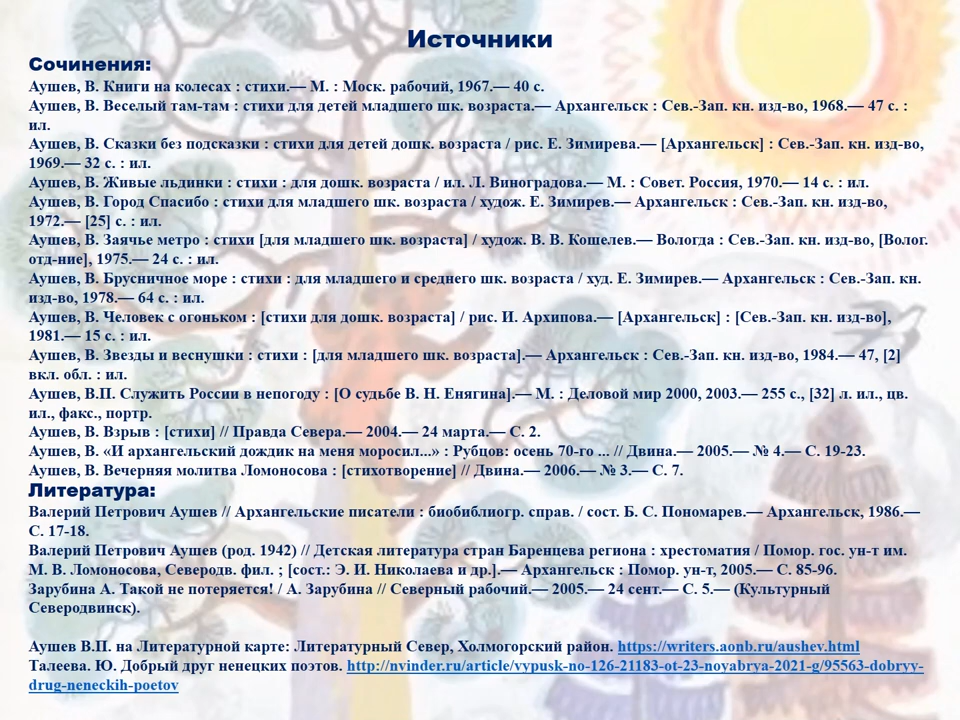 Источники
Сочинения:
Аушев, В. Книги на колесах : стихи.— М. : Моск. рабочий, 1967.— 40 с.
Аушев, В. Веселый там-там : стихи для детей младшего шк. возраста.— Архангельск : Сев.-Зап. кн. изд-во, 1968.— 47 с. :
ил.
Аушев, В. Сказки без подсказки : стихи для детей дошк. возраста / рис. Е. Зимирева.— [Архангельск] : Сев.-Зап. кн. изд-во,
1969.— 32 с. : ил.
Аушев, В. Живые льдинки : стихи : для дошк. возраста / ил. Л. Виноградова.— М. : Совет. Россия, 1970.— 14 с. : ил.
Аушев, В. Город Спасибо : стихи для младшего шк. возраста / худож. Е. Зимирев.— Архангельск : Сев.-Зап. кн. изд-во,
1972.— [25] с. : ил.
Аушев, В. Заячье метро : стихи [для младшего шк. возраста] / худож. В. В. Кошелев.— Вологда : Сев.-Зап. кн. изд-во, [Волог.
отд-ние], 1975.— 24 с. : ил.
Аушев, В. Брусничное море : стихи : для младшего и среднего шк. возраста / худ. Е. Зимирев.— Архангельск : Сев.-Зап. кн.
изд-во, 1978.— 64 с. : ил.
Аушев, В. Человек с огоньком : [стихи для дошк. возраста] / рис. И. Архипова.— [Архангельск] : [Сев.-Зап. кн. изд-во],
1981.— 15 с. : ил.
Аушев, В. Звезды и веснушки : стихи : [для младшего шк. возраста].— Архангельск : Сев.-Зап. кн. изд-во, 1984.— 47, [2]
вкл. обл. : ил.
Аушев, В.П. Служить России в непогоду : [О судьбе В. Н. Енягина].— М. : Деловой мир 2000, 2003.— 255 с., [32] л. ил., цв.
ил., факс., портр.
Аушев, В. Взрыв : [стихи] // Правда Севера.— 2004.— 24 марта.— С. 2.
Аушев, В. «И архангельский дождик на меня моросил...» : Рубцов: осень 70-го ... // Двина.— 2005.— № 4.— С. 19-23.
Аушев, В. Вечерняя молитва Ломоносова : [стихотворение] // Двина.— 2006.— № 3.— С. 7.
Литература:
Валерий Петрович Аушев // Архангельские писатели : биобиблиогр. справ. / сост. Б. С. Пономарев.— Архангельск, 1986.—
С. 17-18.
Валерий Петрович Аушев (род. 1942) // Детская литература стран Баренцева региона : хрестоматия / Помор. гос. ун-т им.
М. В. Ломоносова, Северодв. фил. ; [сост.: Э. И. Николаева и др.].— Архангельск : Помор. ун-т, 2005.— С. 85-96.
Зарубина А. Такой не потеряется! / А. Зарубина // Северный рабочий.— 2005.— 24 сент.— С. 5.— (Культурный
Северодвинск).
Аушев В.П. на Литературной карте: Литературный Север, Холмогорский район. https://writers.aonb.ru/aushev.html
Талеева. Ю. Добрый друг ненецких поэтов. http://nvinder.ru/article/vypusk-no-126-21183-ot-23-noyabrya-2021-g/95563-dobryy-
drug-neneckih-poetov